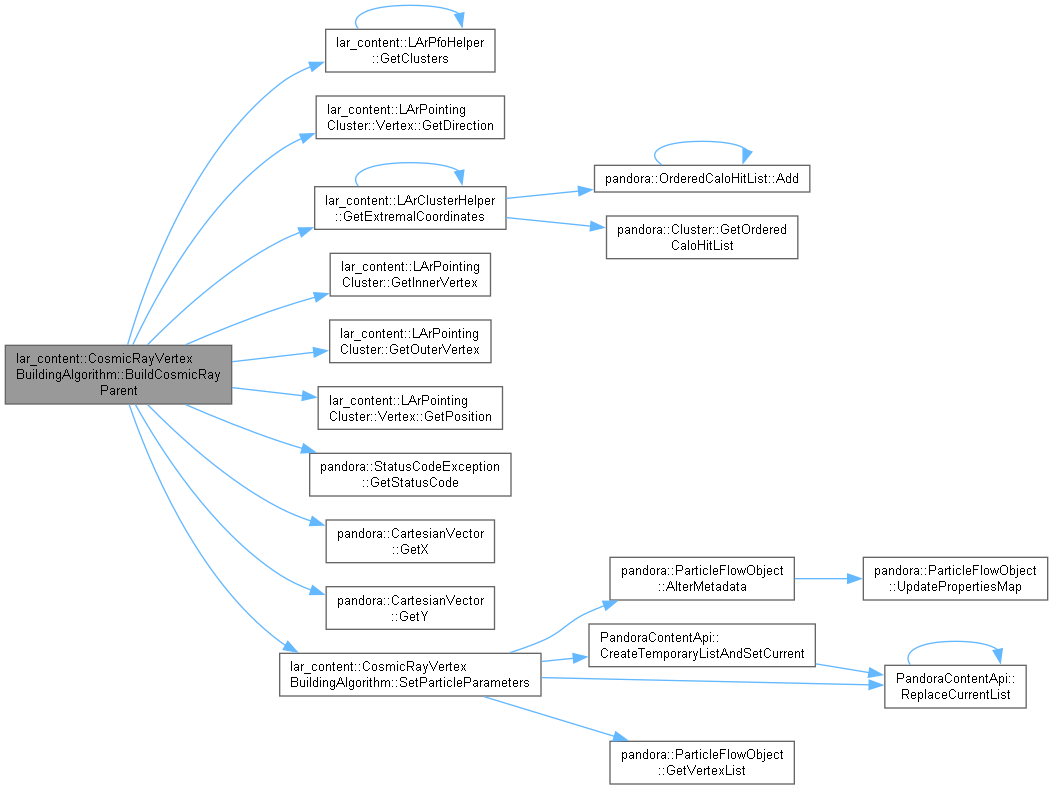 lar_content::LArPfoHelper
::GetClusters
lar_content::LArPointing
Cluster::Vertex::GetDirection
lar_content::LArClusterHelper
::GetExtremalCoordinates
pandora::OrderedCaloHitList::Add
pandora::Cluster::GetOrdered
CaloHitList
lar_content::LArPointing
Cluster::GetInnerVertex
lar_content::LArPointing
Cluster::GetOuterVertex
lar_content::CosmicRayVertex
BuildingAlgorithm::BuildCosmicRay
Parent
lar_content::LArPointing
Cluster::Vertex::GetPosition
pandora::StatusCodeException
::GetStatusCode
pandora::CartesianVector
::GetX
pandora::CartesianVector
::GetY
lar_content::CosmicRayVertex
BuildingAlgorithm::SetParticleParameters
pandora::ParticleFlowObject
::AlterMetadata
pandora::ParticleFlowObject
::UpdatePropertiesMap
PandoraContentApi::
CreateTemporaryListAndSetCurrent
PandoraContentApi::
ReplaceCurrentList
pandora::ParticleFlowObject
::GetVertexList